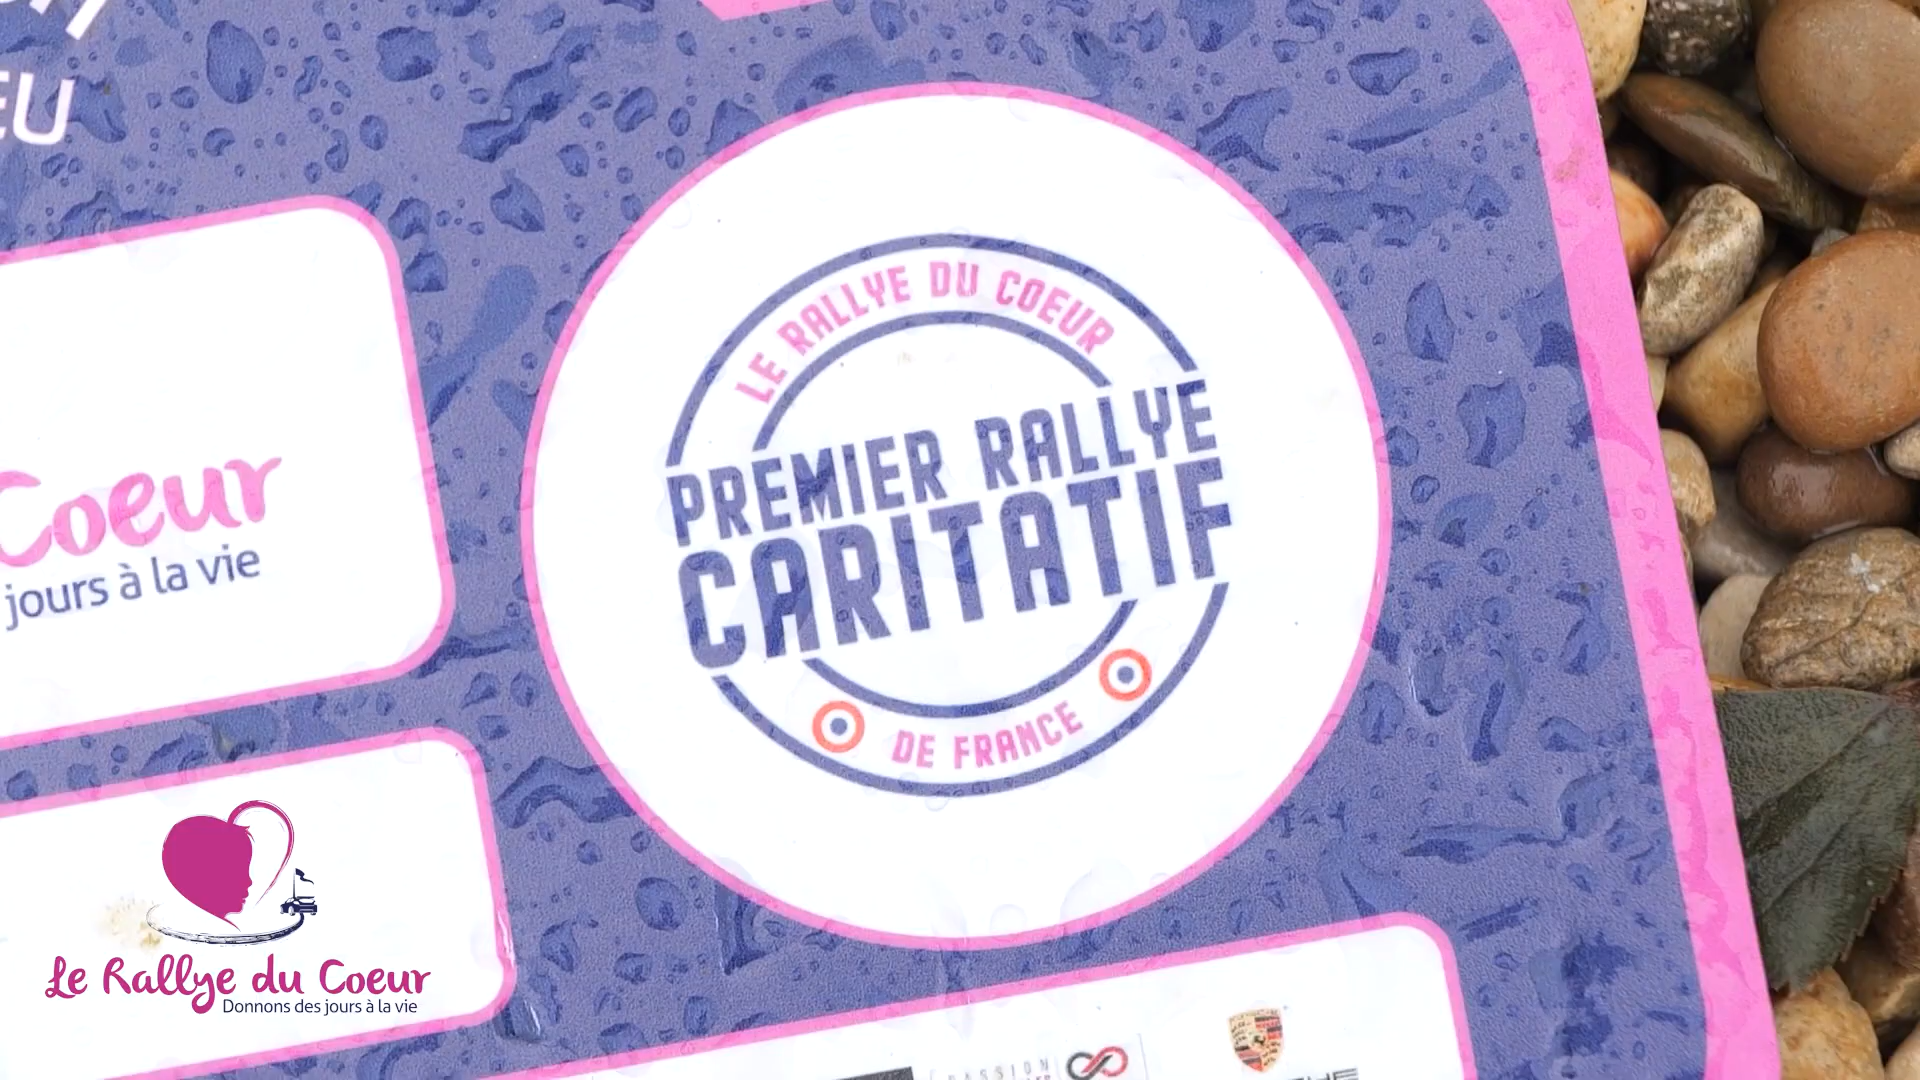 EU
Coeur
jours à la vie
LE RALLYE DU COEUR
PREMIER RALLYE
CARITATIF
DE FRANCE
Le Rallye du Coeur
Donnons des jours à la vie
PASSION